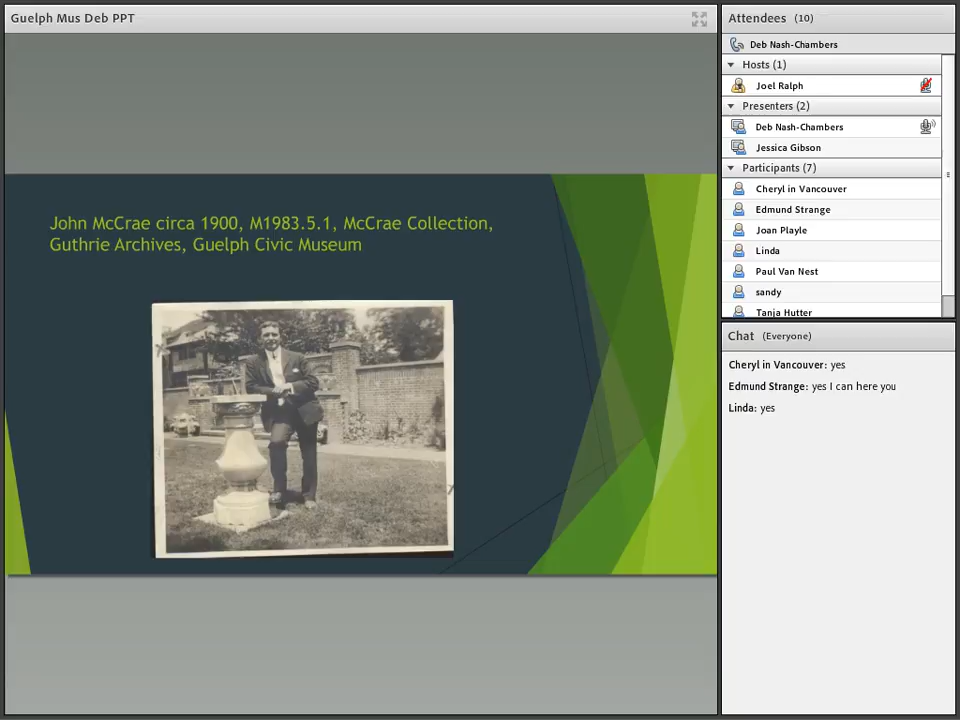 Guelph Mus Deb PPT
John McCrae circa 1900, M1983.5.1, McCrae Collection,
Guthrie Archives, Guelph Civic Museum
Attendees (10)
Deb Nash-Chambers
Hosts (1)
Joel Ralph
Presenters (2)
Deb Nash-Chambers
Jessica Gibson
Participants (7)
Cheryl in Vancouver
Edmund Strange
Joan Playle
Linda
Paul Van Nest
sandy
Tanja Hutter
Chat (Everyone)
Cheryl in Vancouver: yes
Edmund Strange: yes I can here you
Linda: yes